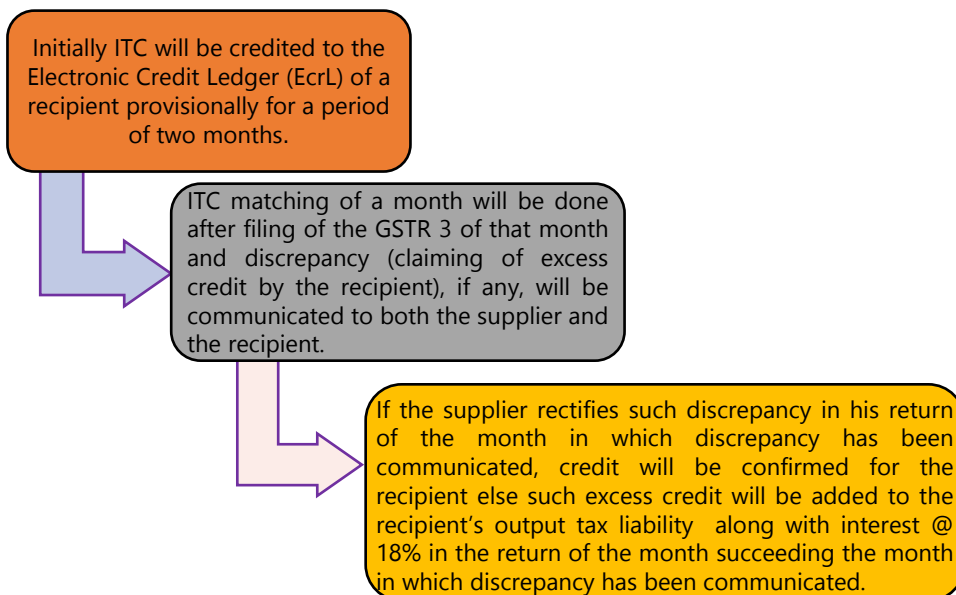 Initially ITC will be credited to the
Electronic Credit Ledger (EcrL) of a
recipient provisionally for a period
of two months.
ITC matching of a month will be done
after filing of the GSTR 3 of that month
and discrepancy (claiming of excess
credit by the recipient), if any, will be
communicated to both the supplier and
the recipient.
If the supplier rectifies such discrepancy in his return
of the month in which discrepancy has been
communicated, credit will be confirmed for the
recipient else such excess credit will be added to the
recipient's output tax liability along with interest @
18% in the return of the month succeeding the month
in which discrepancy has been communicated.